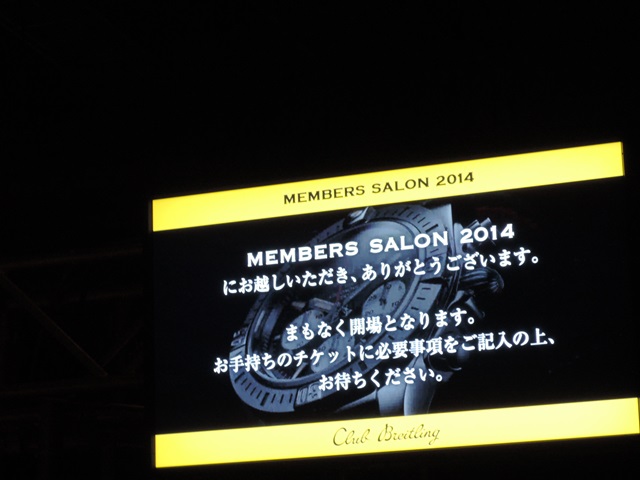 MEMBERS SALON 2014
MEMBERS SALON 2014
にお越しいただき、ありがとうございます。
まもなく開場となります。
お手持ちのチケットに必要事項をご記入の上、
お待ちください。
Club Breitling